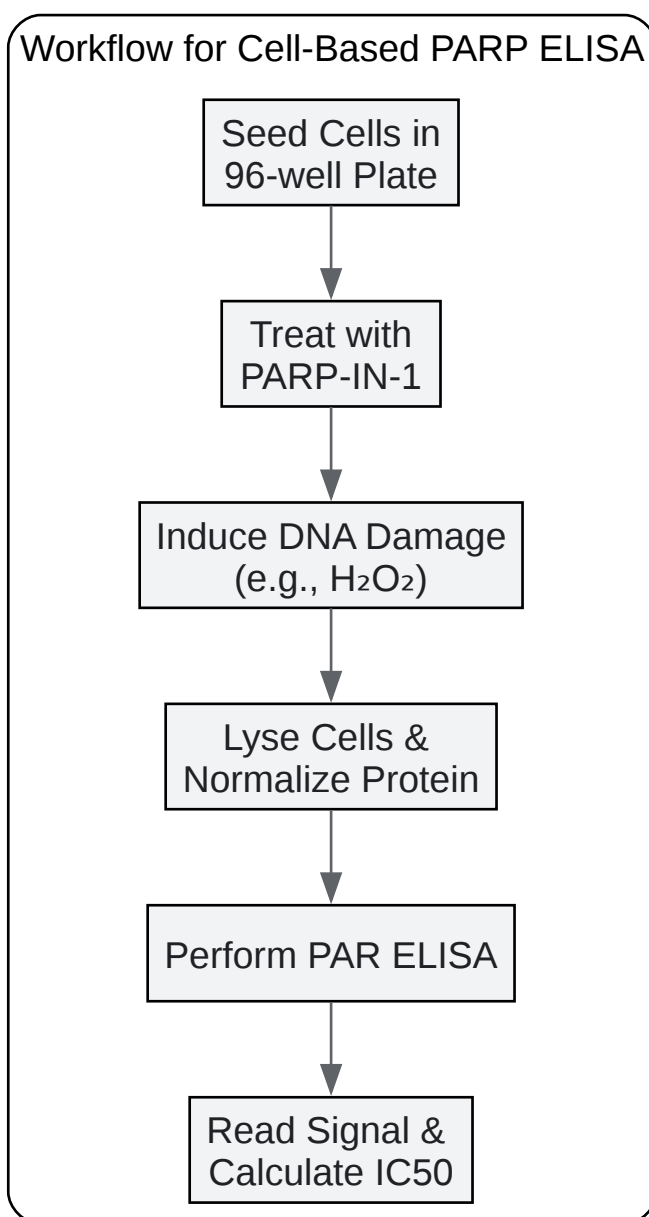 Workflow for Cell-Based PARP ELISA
Seed Cells in
96-well Plate
Treat with
PARP-IN-1
Induce DNA Damage
(e.g., H₂O₂)
Lyse Cells &
Normalize Protein
Perform PAR ELISA
Read Signal &
Calculate IC50